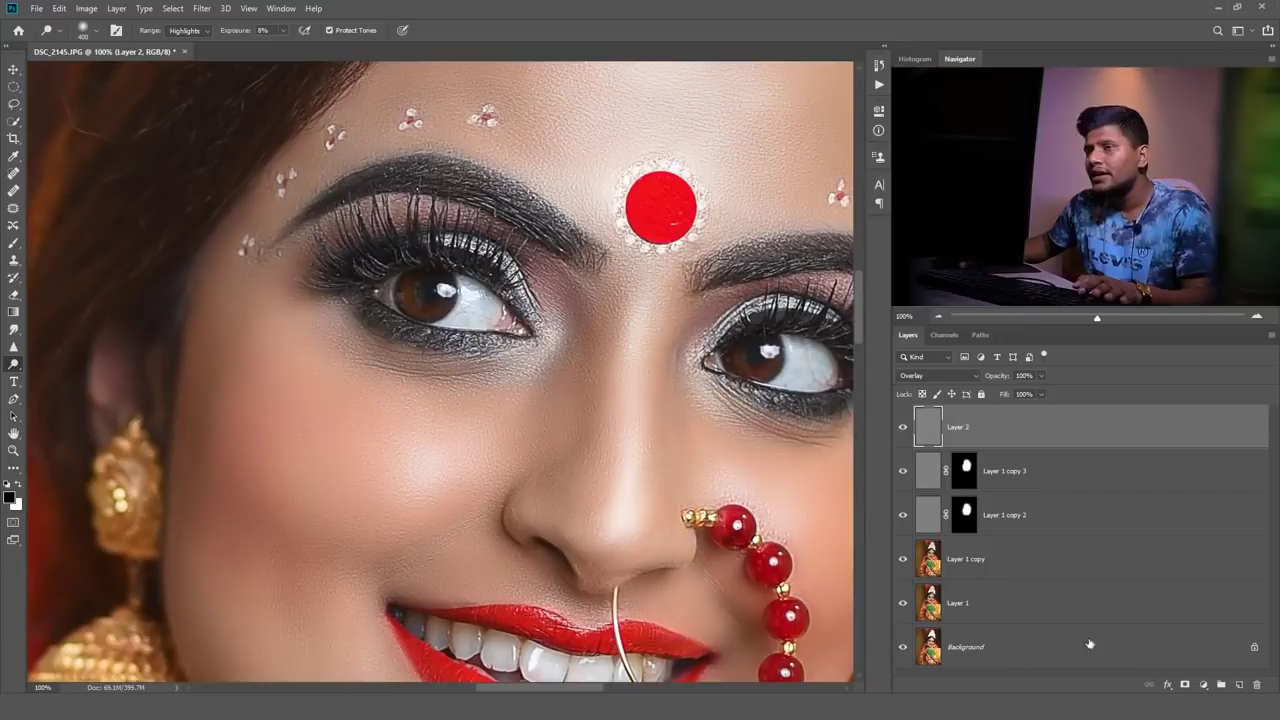 Ps File Edit Image Layer Type Select Filter 3D View Window Help
400 Range: Highlights Exposure: 8% Protect Tones
DSC_2145.JPG @ 100% (Layer 2, RGB/8) * ×
Histogram Navigator
LEVI'S
100%
Layers Channels Paths
Kind
Overlay Opacity: 100%
Lock: Fill: 100%
Layer 2
Layer 1 copy 3
Layer 1 copy 2
Layer 1 copy
Layer 1
Background
100% Doc: 69.1M/399.7M